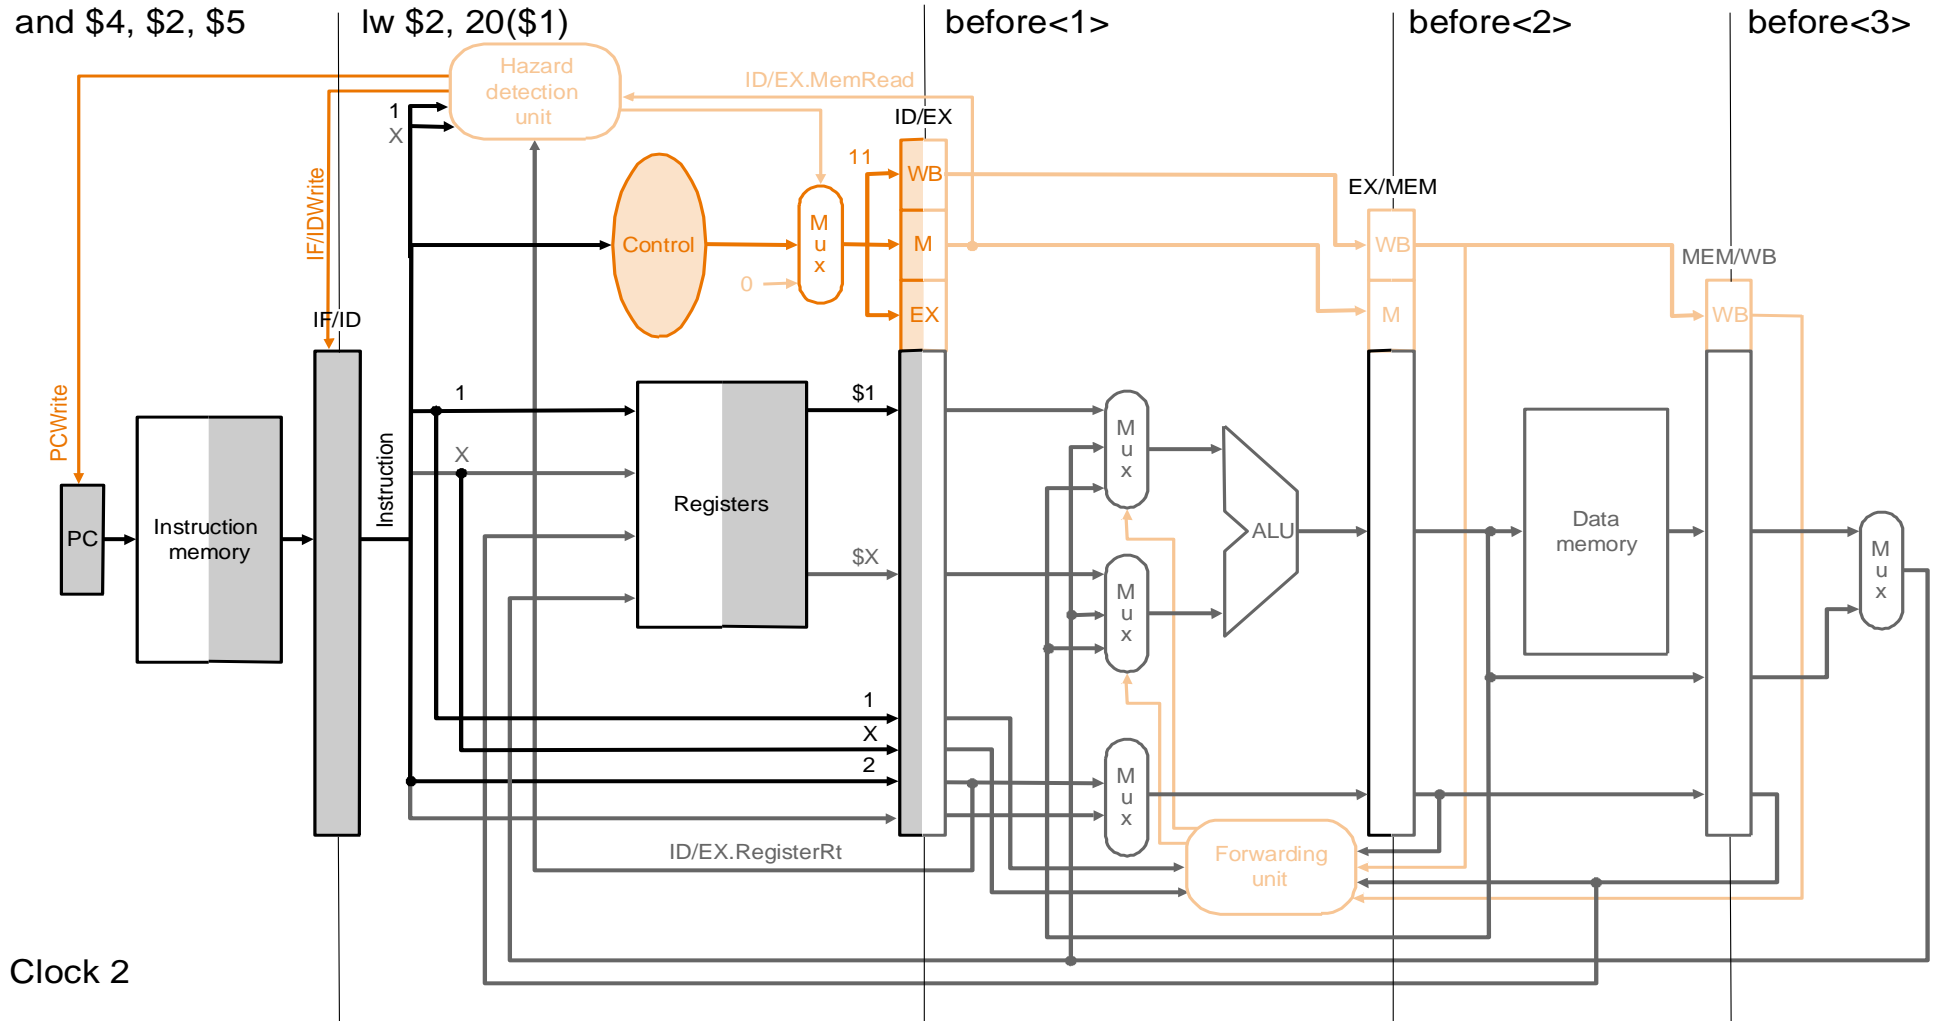 and $4, $2, $5
lw $2, 20($1)
before<1>
before<2>
before<3>
Hazard
detection
unit
ID/EX.MemRead
1
X
ID/EX
11
WB
EX/MEM
IF/IDWrite
Control
M
u
x
M
WB
MEM/WB
0
EX
M
WB
IF/ID
PCWrite
1
$1
Instruction
X
M
u
x
Registers
PC
Instruction
memory
ALU
Data
memory
M
u
x
$X
M
u
x
1
X
2
M
u
x
ID/EX.RegisterRt
Forwarding
unit
Clock 2